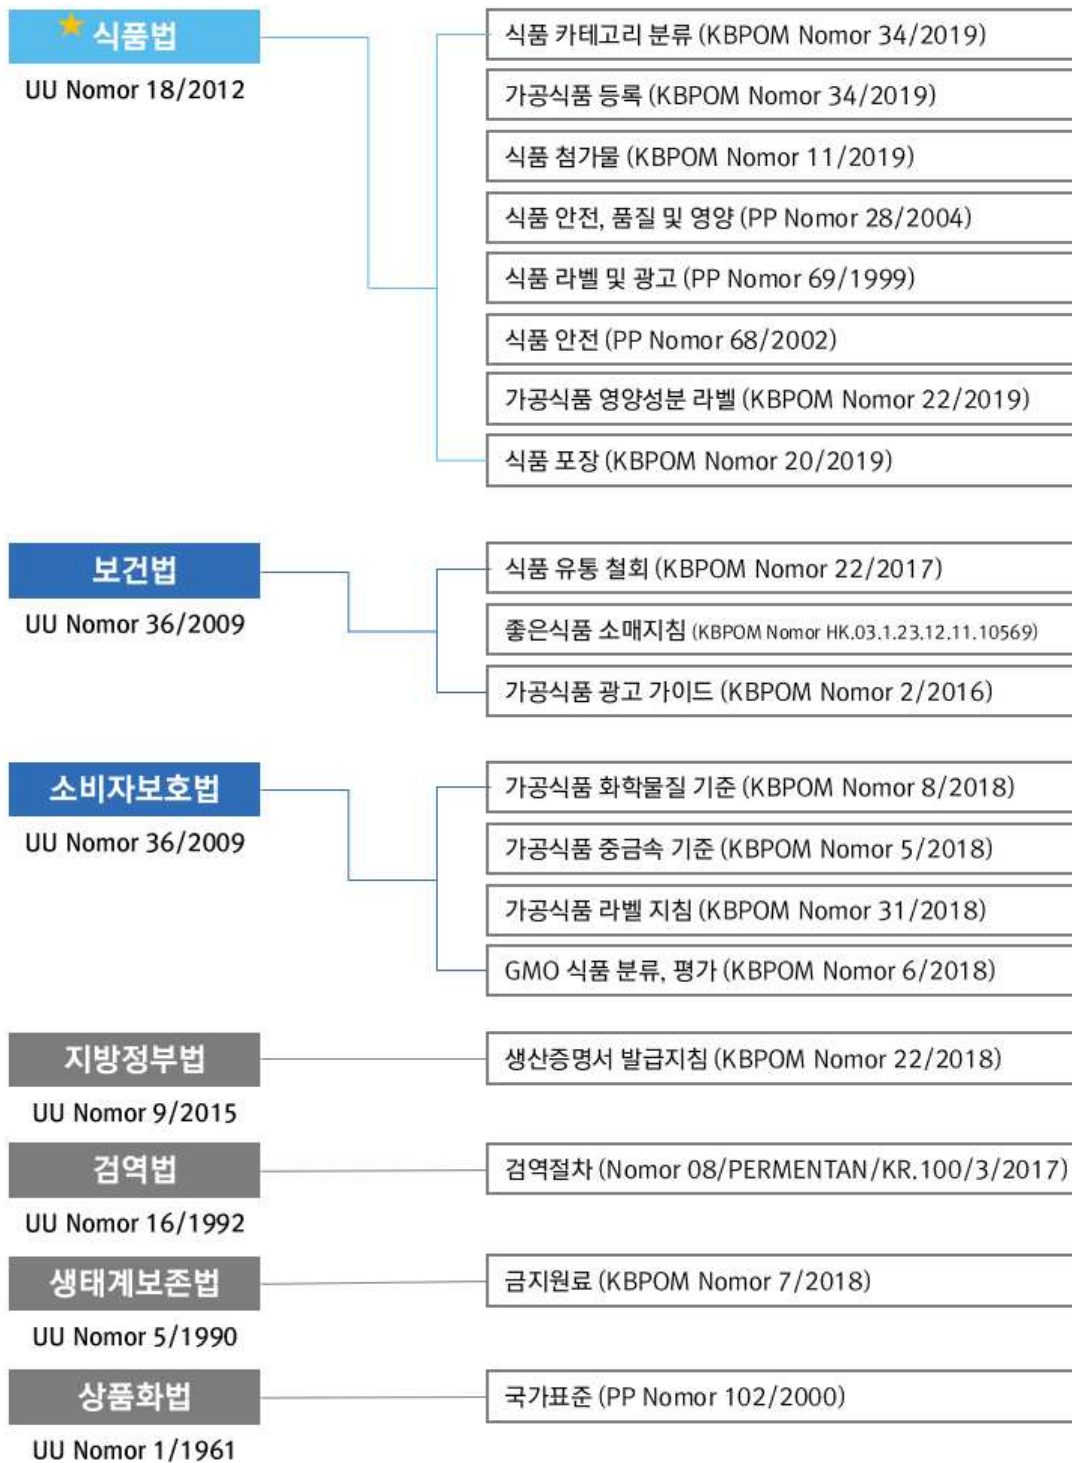 식품법
UU Nomor 18/2012
식품 카테고리 분류 (KBPOM Nomor 34/2019)
가공식품 등록 (KBPOM Nomor 34/2019)
식품 첨가물 (KBPOM Nomor 11/2019)
식품 안전, 품질 및 영양 (PP Nomor 28/2004)
식품 라벨 및 광고 (PP Nomor 69/1999)
식품 안전 (PP Nomor 68/2002)
가공식품 영양성분 라벨 (KBPOM Nomor 22/2019)
식품 포장 (KBPOM Nomor 20/2019)
보건법
UU Nomor 36/2009
식품 유통 철회 (KBPOM Nomor 22/2017)
좋은식품 소매지침 (KBPOM Nomor HK.03.1.23.12.11.10569)
가공식품 광고 가이드 (KBPOM Nomor 2/2016)
소비자보호법
UU Nomor 36/2009
가공식품 화학물질 기준 (KBPOM Nomor 8/2018)
가공식품 중금속 기준 (KBPOM Nomor 5/2018)
가공식품 라벨 지침 (KBPOM Nomor 31/2018)
GMO 식품 분류, 평가 (KBPOM Nomor 6/2018)
지방정부법
UU Nomor 9/2015
생산증명서 발급지침 (KBPOM Nomor 22/2018)
검역법
UU Nomor 16/1992
검역절차 (Nomor 08/PERMENTAN/KR.100/3/2017)
생태계보존법
UU Nomor 5/1990
금지원료 (KBPOM Nomor 7/2018)
상품화법
UU Nomor 1/1961
국가표준 (PP Nomor 102/2000)